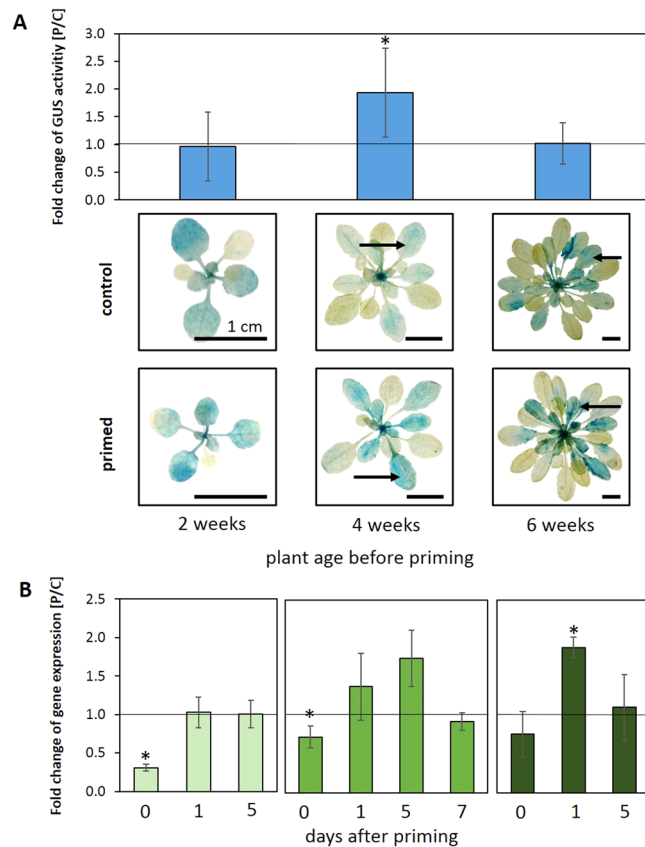 A
Fold change of GUS activitiy [P/C]
3.0
2.5
2.0
1.5
1.0
0.5
0.0
*
control
1 cm
primed
2 weeks 4 weeks 6 weeks
plant age before priming
B
Fold change of gene expression [P/C]
2.5
2.0
1.5
1.0
0.5
0.0
* * *
0 1 5 0 1 5 7 0 1 5
days after priming